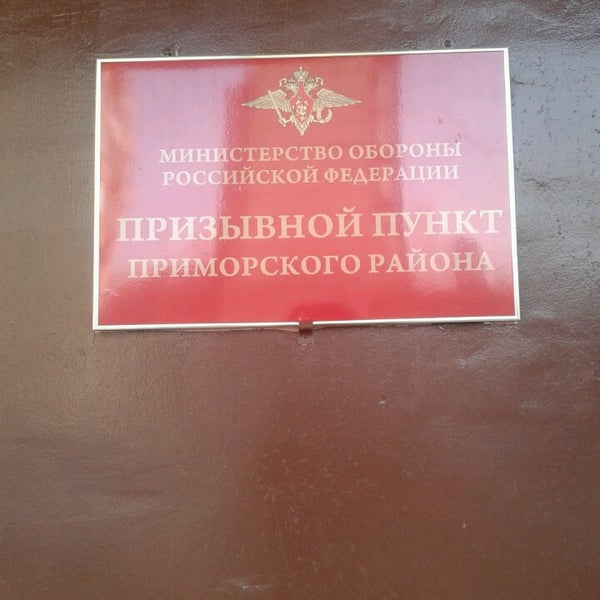 МИНИСТЕРСТВО ОБОРОНЫ
РОССИЙСКОЙ ФЕДЕРАЦИИ
ПРИЗЫВНОЙ ПУНКТ
ПРИМОРСКОГО РАЙОНА